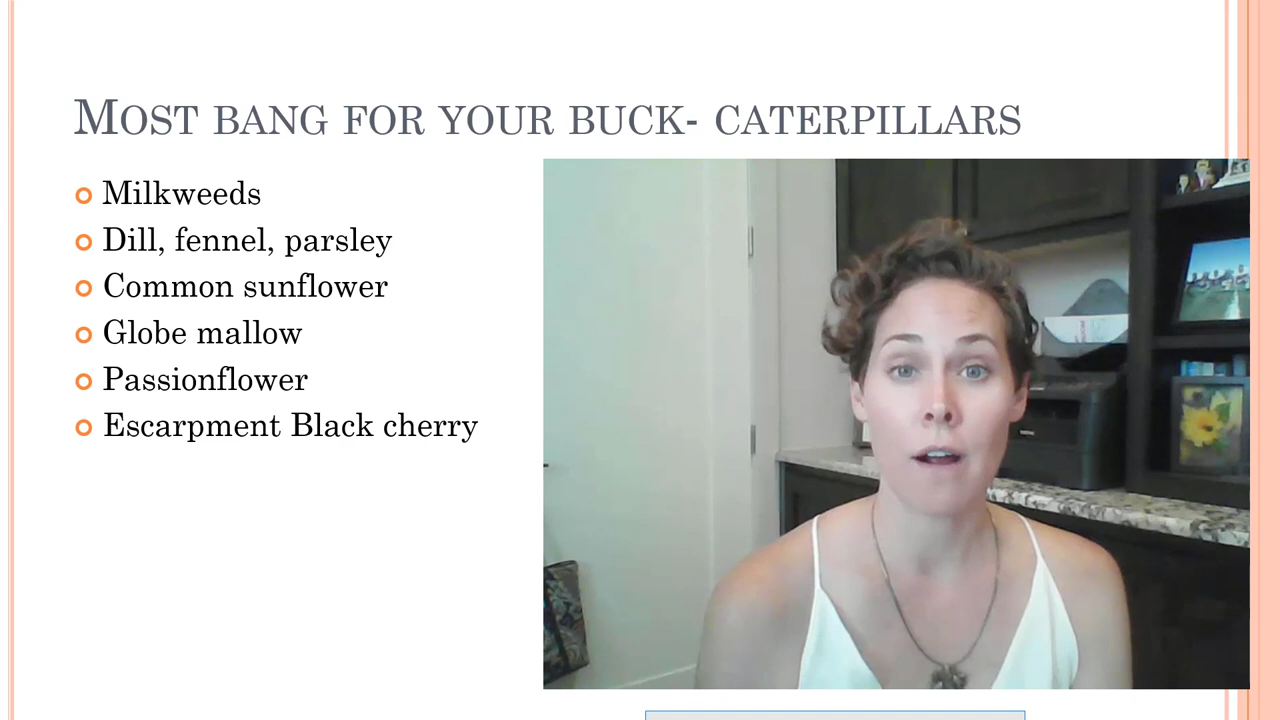 Most bang for your buck- caterpillars
Milkweeds
Dill, fennel, parsley
Common sunflower
Globe mallow
Passionflower
Escarpment Black cherry